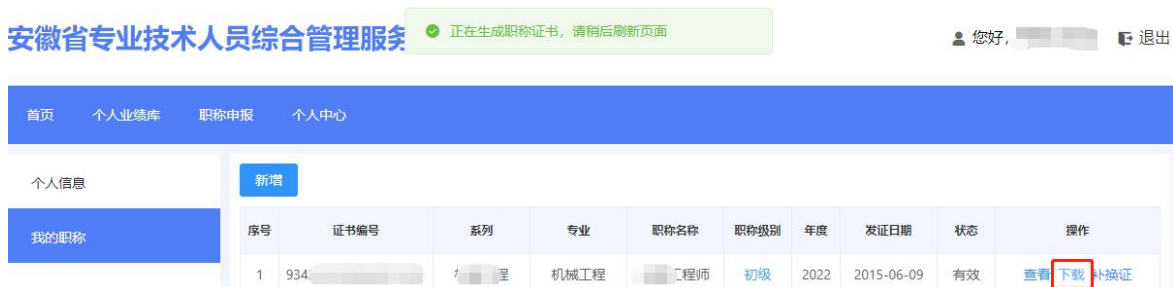 安徽省专业技术人员综合管理服务
正在生成职称证书，请稍后刷新页面
您好,
退出
首页 个人业绩库 职称申报 个人中心
个人信息
新增
我的职称
序号 证书编号 系列 专业 职称名称 职称级别 年度 发证日期 状态 操作
1 934 程 机械工程 工程师 初级 2022 2015-06-09 有效 查看 下载 补换证